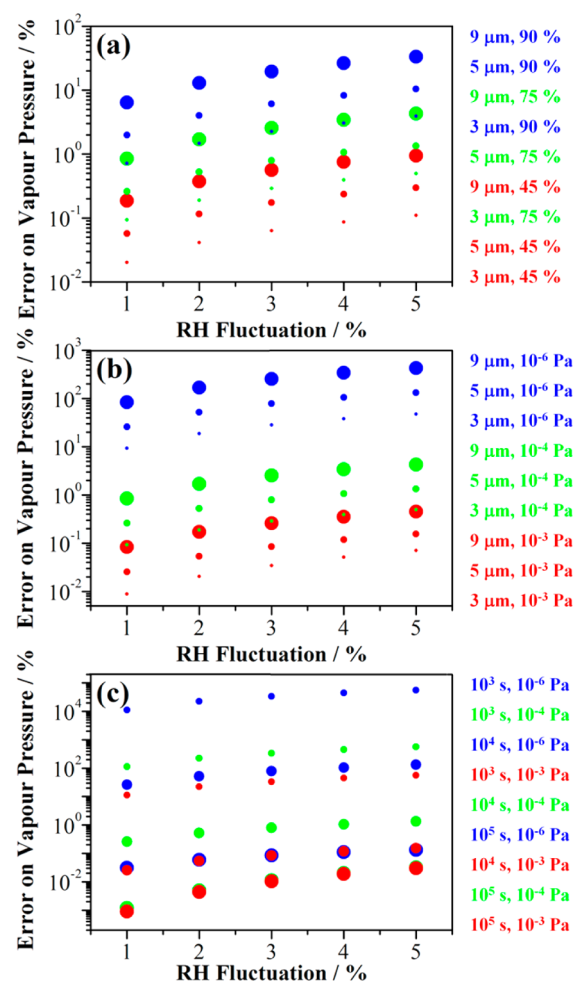 (a)
Error on Vapour Pressure / %
10²
10¹
10⁰
10⁻¹
10⁻²
1 2 3 4 5
RH Fluctuation / %
9 μm, 90 %
5 μm, 90 %
9 μm, 75 %
3 μm, 90 %
5 μm, 75 %
9 μm, 45 %
3 μm, 75 %
5 μm, 45 %
3 μm, 45 %
(b)
Error on Vapour Pressure / %
10³
10²
10¹
10⁰
10⁻¹
10⁻²
1 2 3 4 5
RH Fluctuation / %
9 μm, 10⁻⁶ Pa
5 μm, 10⁻⁶ Pa
3 μm, 10⁻⁶ Pa
9 μm, 10⁻⁴ Pa
5 μm, 10⁻⁴ Pa
3 μm, 10⁻⁴ Pa
9 μm, 10⁻³ Pa
5 μm, 10⁻³ Pa
3 μm, 10⁻³ Pa
(c)
Error on Vapour Pressure / %
10⁴
10²
10⁰
10⁻²
1 2 3 4 5
RH Fluctuation / %
10³ s, 10⁻⁶ Pa
10³ s, 10⁻⁴ Pa
10⁴ s, 10⁻⁶ Pa
10³ s, 10⁻³ Pa
10⁴ s, 10⁻⁴ Pa
10⁵ s, 10⁻⁶ Pa
10⁴ s, 10⁻³ Pa
10⁵ s, 10⁻⁴ Pa
10⁵ s, 10⁻³ Pa